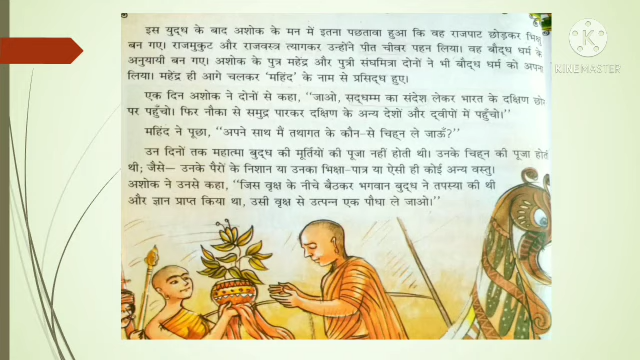 इस युद्ध के बाद अशोक के मन में इतना पछतावा हुआ कि वह राजपाट छोड़कर भिक्षु
बन गए। राजमुकुट और राजवस्त्र त्यागकर उन्होंने पीत चीवर पहन लिया। वह बौद्ध धर्म के
अनुयायी बन गए। अशोक के पुत्र महेंद्र और पुत्री संघमित्रा दोनों ने भी बौद्ध धर्म को अपना
लिया। महेंद्र ही आगे चलकर ‘महिंद’ के नाम से प्रसिद्ध हुए।
एक दिन अशोक ने दोनों से कहा, “जाओ, सद्धम्म का संदेश लेकर भारत के दक्षिण छोर
पर पहुँचो। फिर नौका से समुद्र पारकर दक्षिण के अन्य देशों और द्वीपों में पहुँचो।”
महिंद ने पूछा, “अपने साथ मैं तथागत के कौन-से चिह्न ले जाऊँ?”
उन दिनों तक महात्मा बुद्ध की मूर्तियों की पूजा नहीं होती थी। उनके चिह्न की पूजा होती
थी; जैसे— उनके पैरों के निशान या उनका भिक्षा-पात्र या ऐसी ही कोई अन्य वस्तु।
अशोक ने उनसे कहा, “जिस वृक्ष के नीचे बैठकर भगवान बुद्ध ने तपस्या की थी
और ज्ञान प्राप्त किया था, उसी वृक्ष से उत्पन्न एक पौधा ले जाओ।”
KINEMASTER